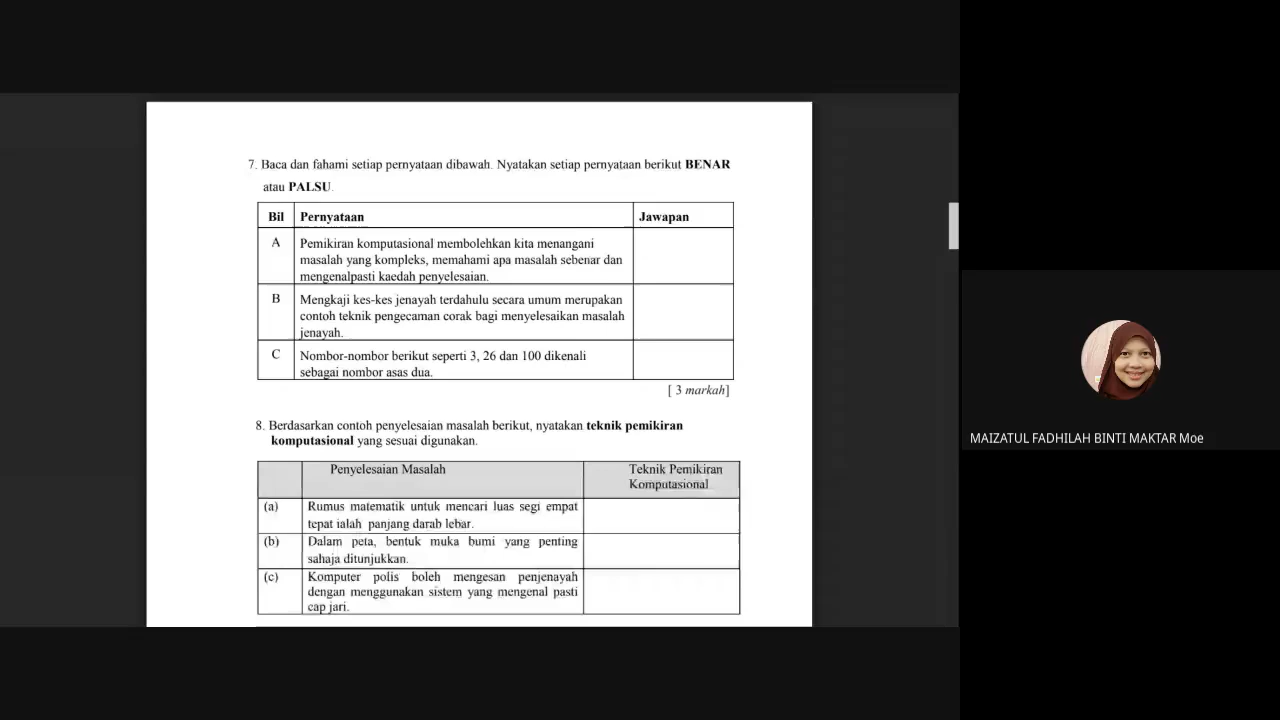 7. Baca dan fahami setiap pernyataan dibawah. Nyatakan setiap pernyataan berikut BENAR
atau PALSU.
Bil Pernyataan Jawapan
A Pemikiran komputasional membolehkan kita menangani
masalah yang kompleks, memahami apa masalah sebenar dan
mengenalpasti kaedah penyelesaian.
B Mengkaji kes-kes jenayah terdahulu secara umum merupakan
contoh teknik pengecaman corak bagi menyelesaikan masalah
jenayah.
C Nombor-nombor berikut seperti 3, 26 dan 100 dikenali
sebagai nombor asas dua.
[ 3 markah]
8. Berdasarkan contoh penyelesaian masalah berikut, nyatakan teknik pemikiran
komputasional yang sesuai digunakan.
Penyelesaian Masalah Teknik Pemikiran
Komputasional
(a) Rumus matematik untuk mencari luas segi empat
tepat ialah panjang darab lebar.
(b) Dalam peta, bentuk muka bumi yang penting
sahaja ditunjukkan.
(c) Komputer polis boleh mengesan penjenayah
dengan menggunakan sistem yang mengenal pasti
cap jari.
MAIZATUL FADHILAH BINTI MAKTAR Moe